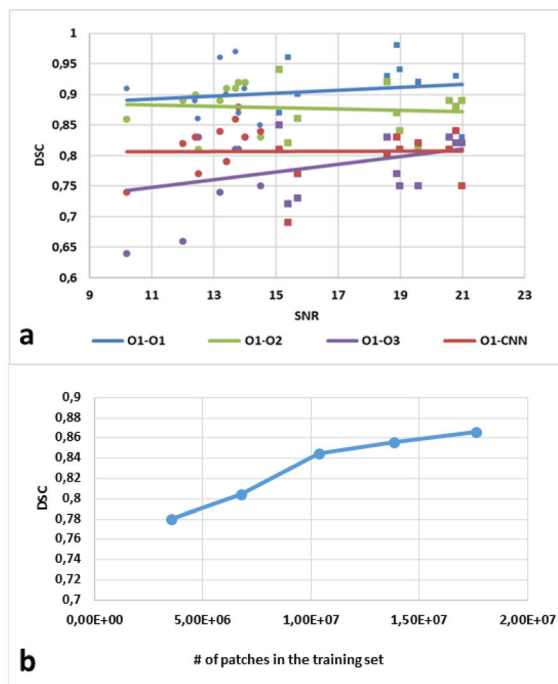 1
0,95
0,9
0,85
0,8
0,75
0,7
0,65
0,6
DSC
9 11 13 15 17 19 21 23
SNR
a
O1-O1 O1-O2 O1-O3 O1-CNN
0,9
0,88
0,86
0,84
0,82
0,8
0,78
0,76
0,74
0,72
0,7
DSC
0,00E+00 5,00E+06 1,00E+07 1,50E+07 2,00E+07
b
# of patches in the training set